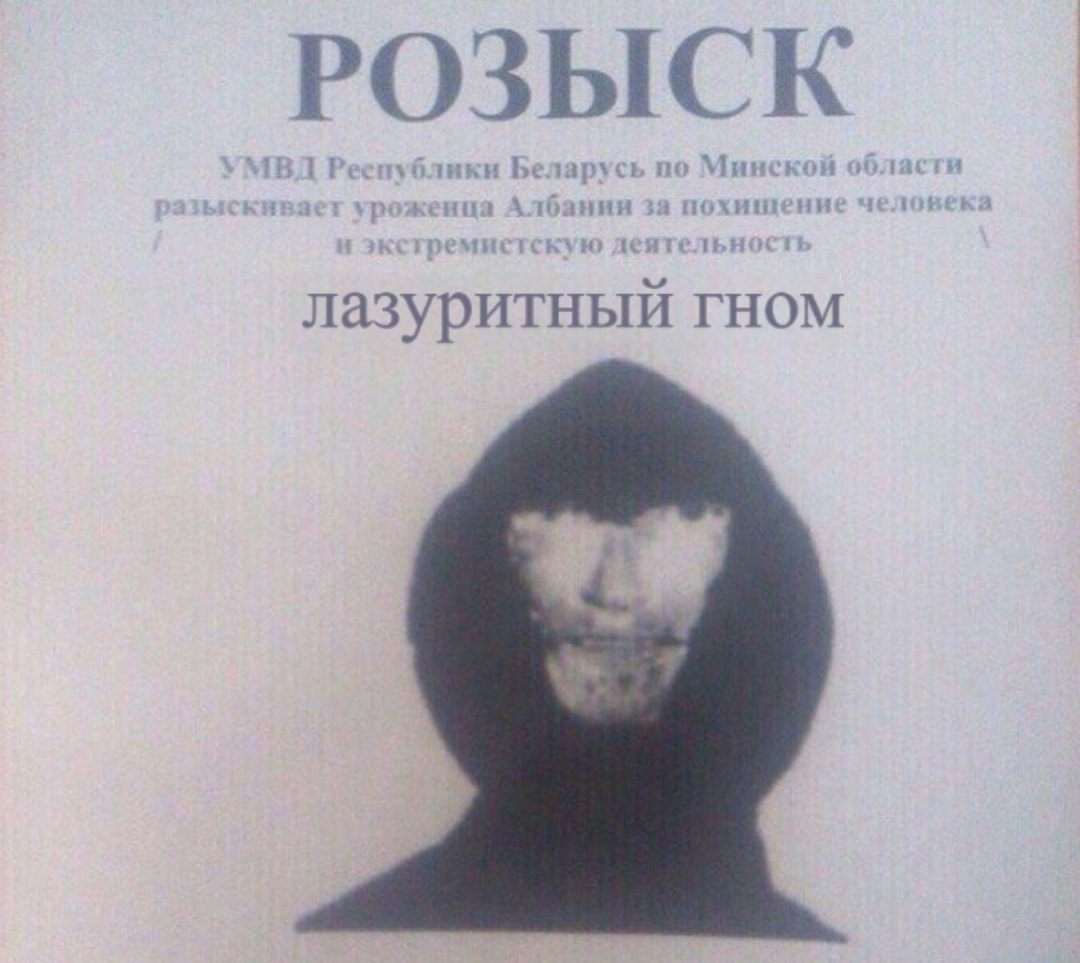 РОЗЫСК
УМВД Республики Беларусь по Минской области
разыскивает уроженца Албании за похищение человека
/ и экстремистскую деятельность \
лазуритный гном